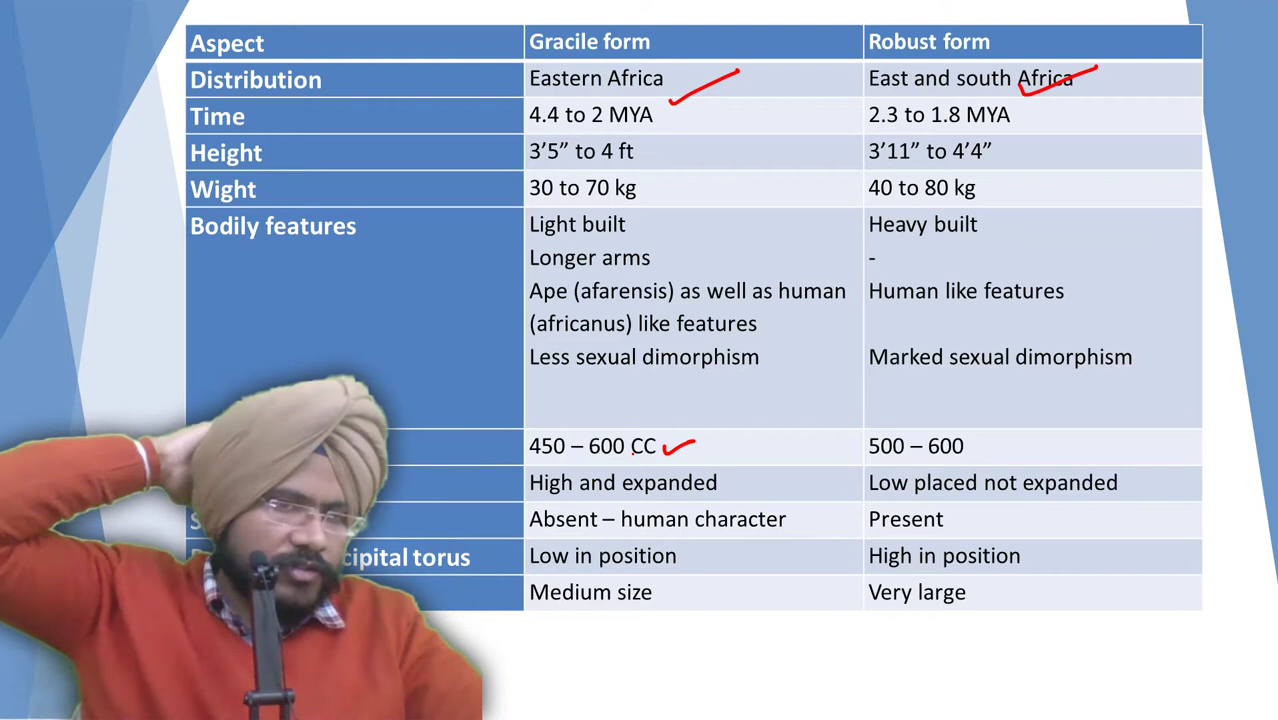 Aspect Gracile form Robust form
Distribution Eastern Africa East and south Africa
Time 4.4 to 2 MYA 2.3 to 1.8 MYA
Height 3’5” to 4 ft 3’11” to 4’4”
Wight 30 to 70 kg 40 to 80 kg
Bodily features Light built Heavy built
Longer arms -
Ape (afarensis) as well as human Human like features
(africanus) like features
Less sexual dimorphism Marked sexual dimorphism
450 – 600 CC 500 – 600
High and expanded Low placed not expanded
Absent – human character Present
cipital torus Low in position High in position
Medium size Very large